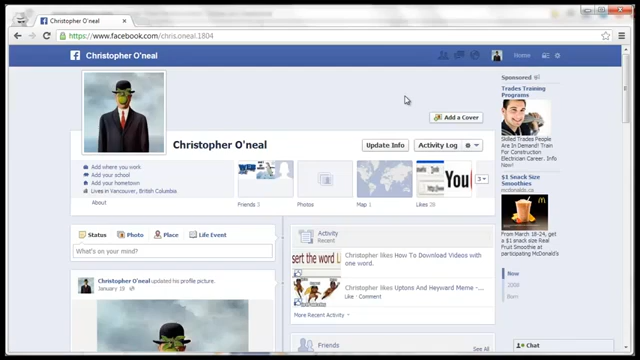 Christopher O'neal
https://www.facebook.com/chris.oneal.1804
Christopher O'neal
Home
Add a Cover
Christopher O'neal
Update Info
Activity Log
Add where you work
Add your school
Add your hometown
Lives in Vancouver, British Columbia
About
Friends 3
Photos
Map 1
You
Likes 28
3
Status
Photo
Place
Life Event
What's on your mind?
Christopher O'neal updated his profile picture.
January 19
Activity
Recent
sert the word
Christopher likes How To Download Videos with
one word.
Christopher likes Uptons And Heyward Meme -...
Like · Comment
More Recent Activity
Friends
See All
Sponsored
Trades Training
Programs
Skilled Trades People
Are In Demand! Train
For Construction
Electrician Career. Info
Now!
$1 Snack Size
Smoothies
mcdonalds.ca
From March 18-24, get
a $1 snack size Real
Fruit Smoothie at
participating McDonald's
Now
2008
Born
Chat